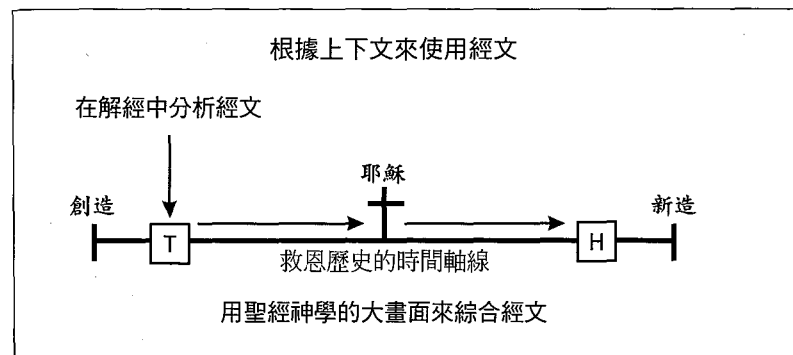 根據上下文來使用經文
在解經中分析經文
耶穌
創造
新造
T
H
救恩歷史的時間軸線
用聖經神學的大畫面來綜合經文